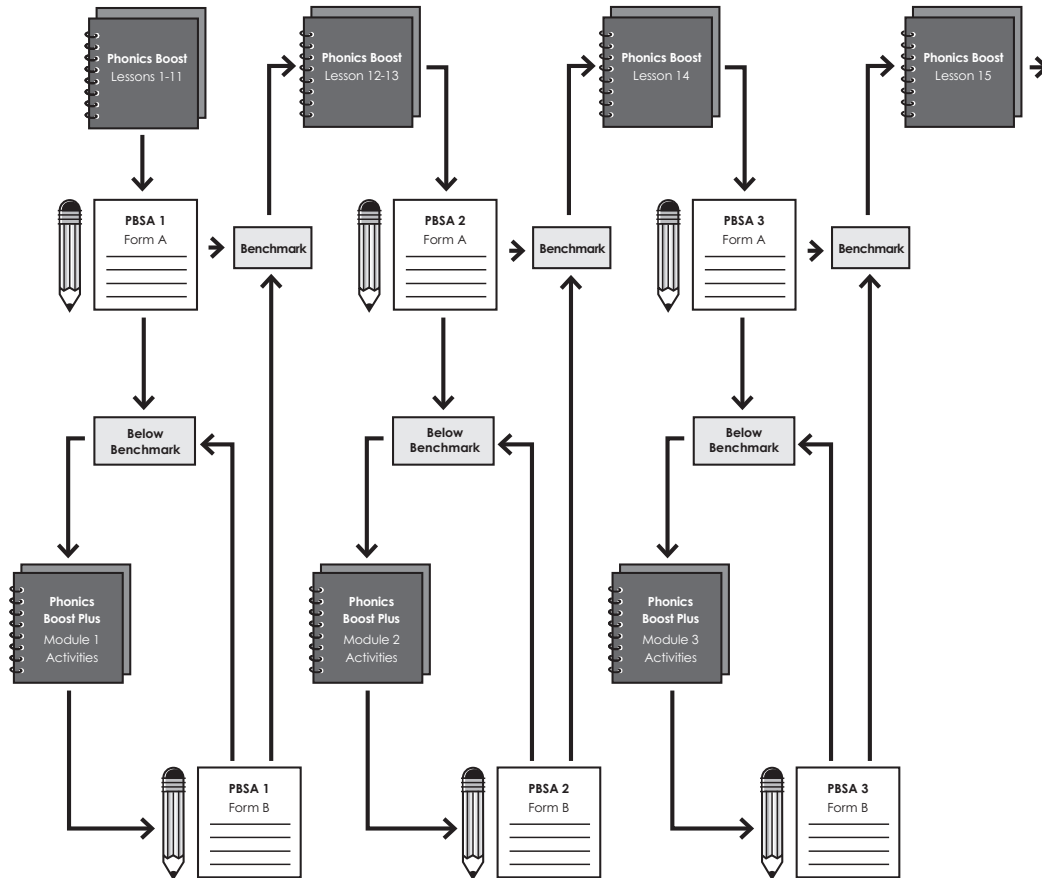 Phonics Boost
Lessons 1-11
Phonics Boost
Lesson 12-13
Phonics Boost
Lesson 14
Phonics Boost
Lesson 15
PBSA 1
Form A
Benchmark
PBSA 2
Form A
Benchmark
PBSA 3
Form A
Benchmark
Below
Benchmark
Below
Benchmark
Below
Benchmark
Phonics
Boost Plus
Module 1
Activities
Phonics
Boost Plus
Module 2
Activities
Phonics
Boost Plus
Module 3
Activities
PBSA 1
Form B
PBSA 2
Form B
PBSA 3
Form B